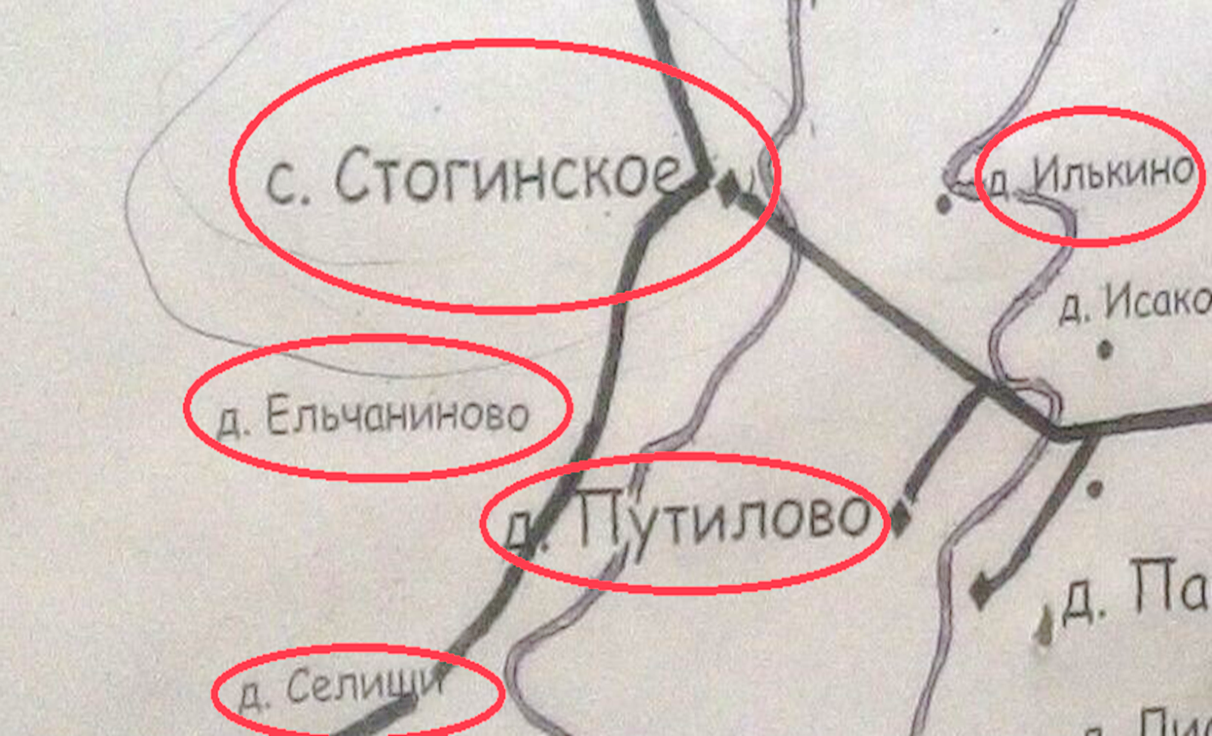 с. Стогинское
д. Илькино
д. Исако
д. Ельчаниново
д. Путилово
д. Па
д. Селищи